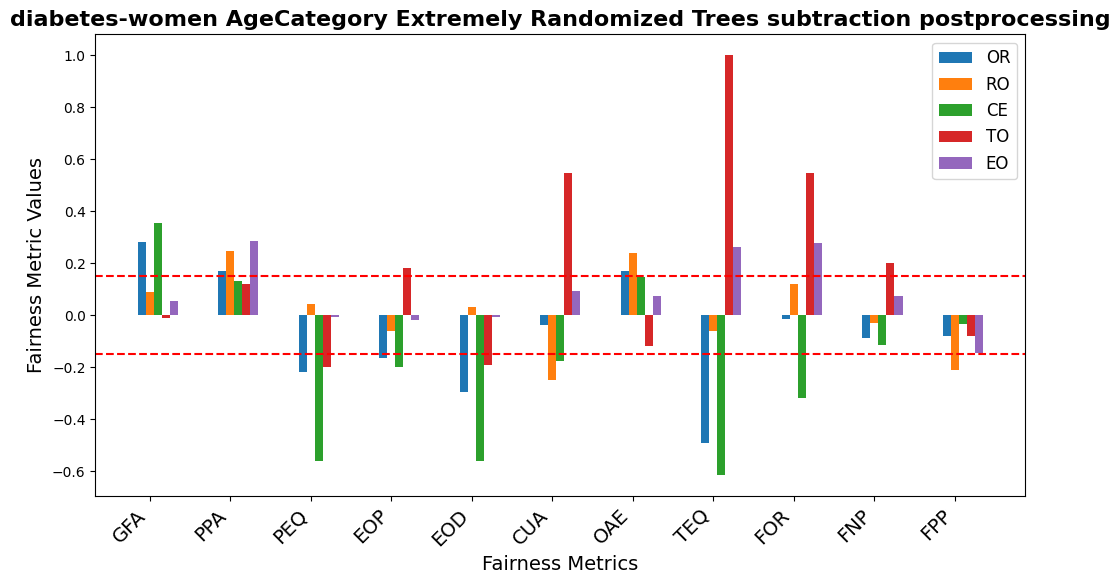 diabetes-women AgeCategory Extremely Randomized Trees subtraction postprocessing
1.0
0.8
0.6
0.4
0.2
0.0
−0.2
−0.4
−0.6
Fairness Metric Values
OR
RO
CE
TO
EO
GFA
PPA
PEQ
EOP
EOD
CUA
OAE
TEQ
FOR
FNP
FPP
Fairness Metrics